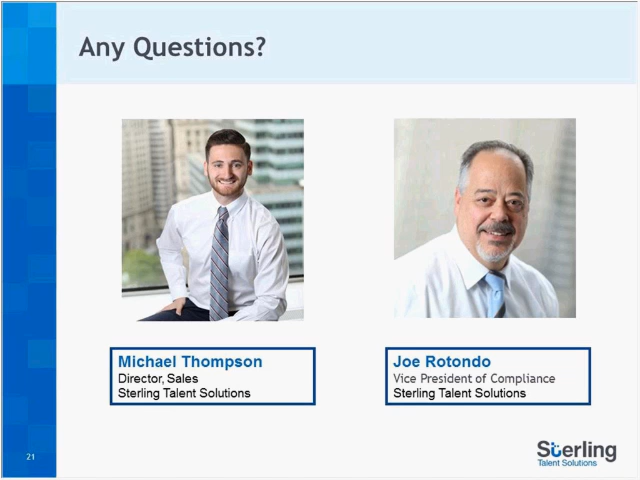 Any Questions?
Michael Thompson
Director, Sales
Sterling Talent Solutions
Joe Rotondo
Vice President of Compliance
Sterling Talent Solutions
21
Sterling
Talent Solutions